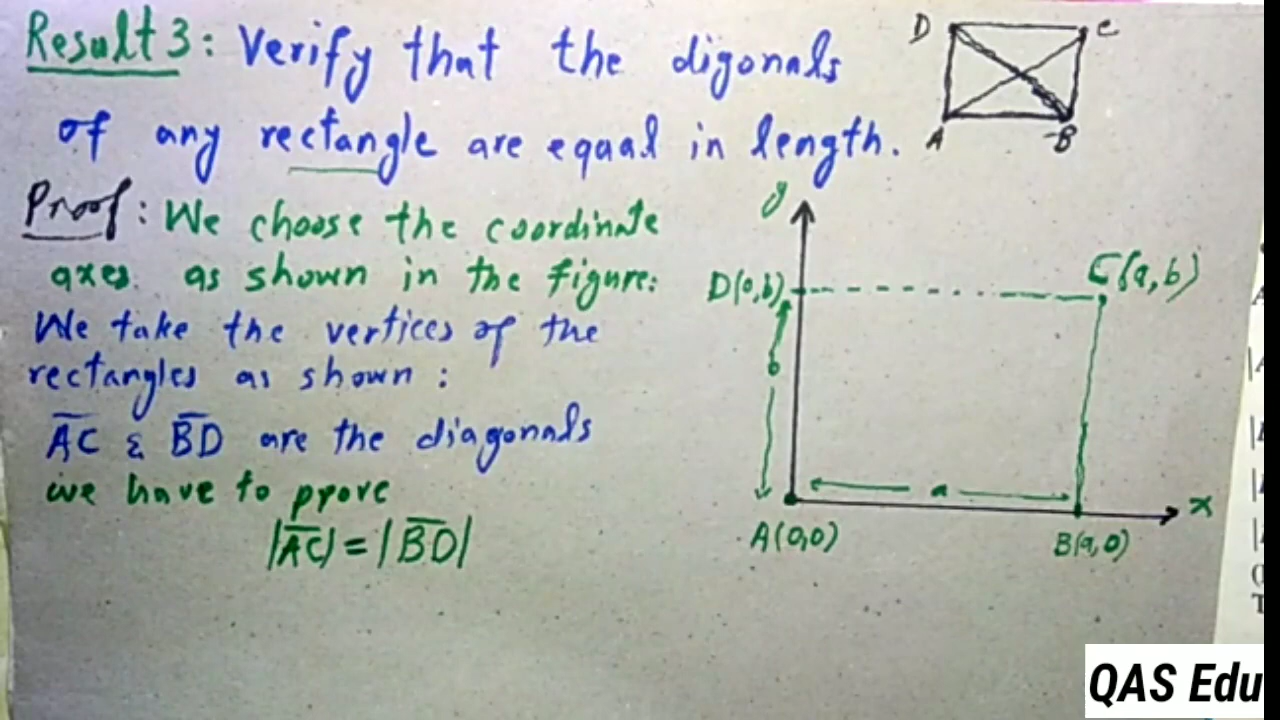 Result 3: Verify that the digonals
of any rectangle are equal in length.
D C
A B
Proof: We choose the coordinate
axes. as shown in the figure:
We take the vertices of the
rectangles as shown:
AC & BD are the diagonals
we have to prove
|AC| = |BD|
y
D(0,b)
C(a,b)
b
a
x
A(0,0)
B(a,0)
QAS Edu